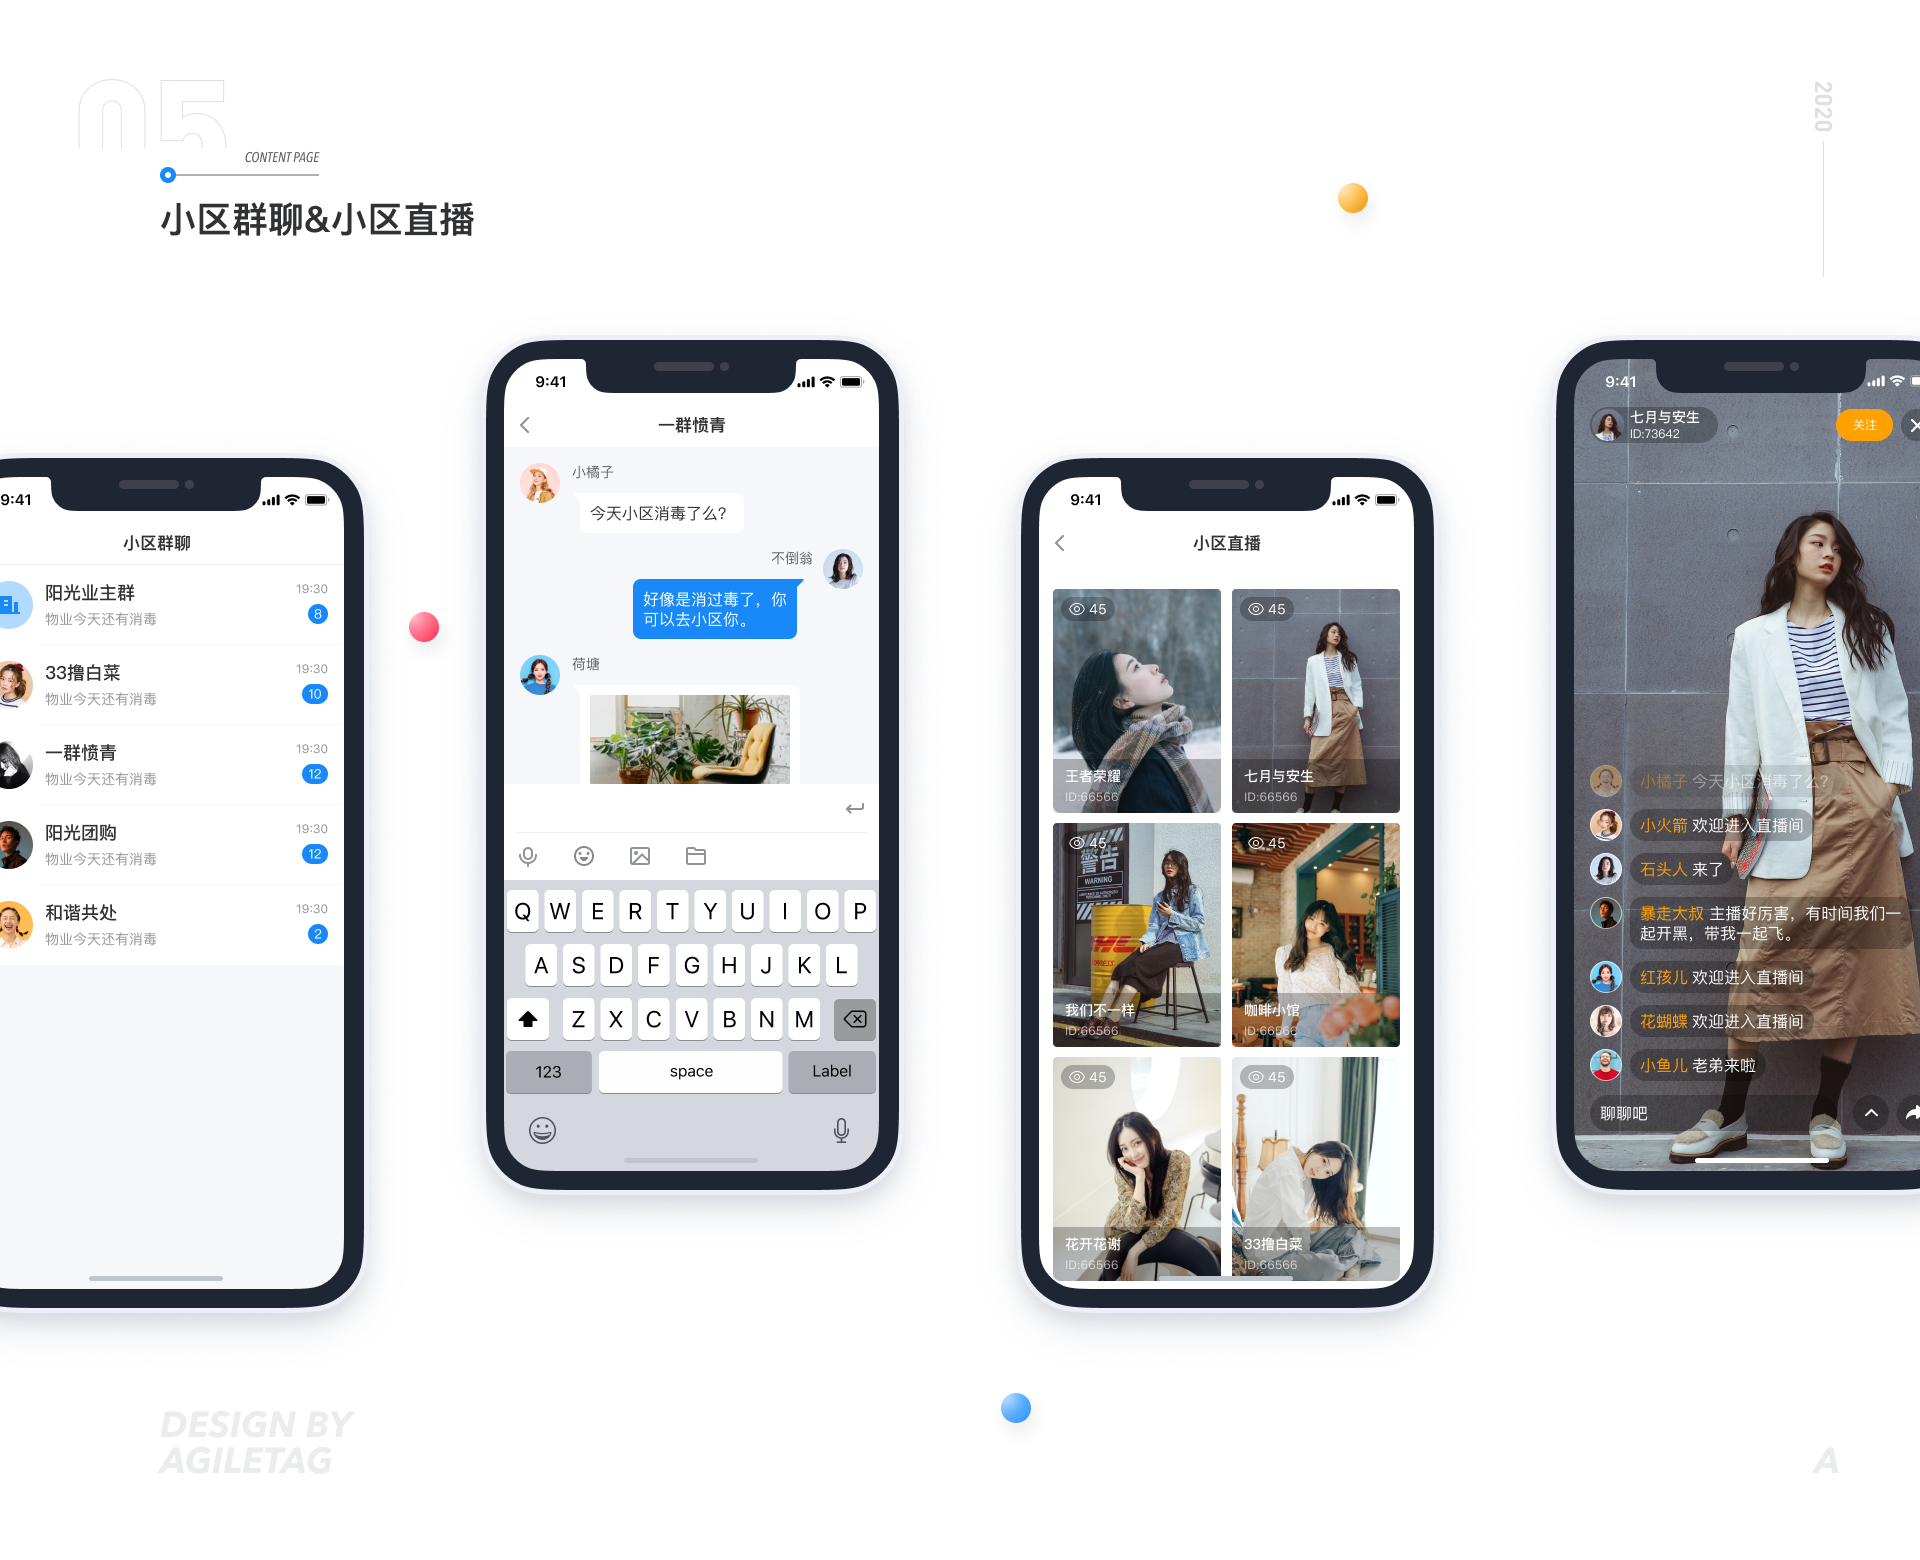 05
CONTENT PAGE
小区群聊&小区直播
2020
9:41
小区群聊
阳光业主群
19:30
物业今天还有消毒
8
33撸白菜
19:30
物业今天还有消毒
10
一群愤青
19:30
物业今天还有消毒
12
阳光团购
19:30
物业今天还有消毒
12
和谐共处
19:30
物业今天还有消毒
2
9:41
一群愤青
小橘子
今天小区消毒了么?
不倒翁
好像是消过毒了，你
可以去小区你。
荷塘
Q W E R T Y U I O P
A S D F G H J K L
Z X C V B N M
123 space Label
9:41
小区直播
45
王者荣耀
ID:66566
45
七月与安生
ID:66566
45
警告
WARNING
DHL
我们不一样
ID:66566
45
咖啡小馆
ID:66566
45
花开花谢
ID:66566
45
33撸白菜
ID:66566
9:41
七月与安生
ID:73642
关注
小橘子 今天小区消毒了么?
小火箭 欢迎进入直播间
石头人 来了
暴走大叔 主播好厉害，有时间我们一
起开黑，带我一起飞。
红孩儿 欢迎进入直播间
花蝴蝶 欢迎进入直播间
小鱼儿 老弟来啦
聊聊吧
DESIGN BY
AGILETAG
A